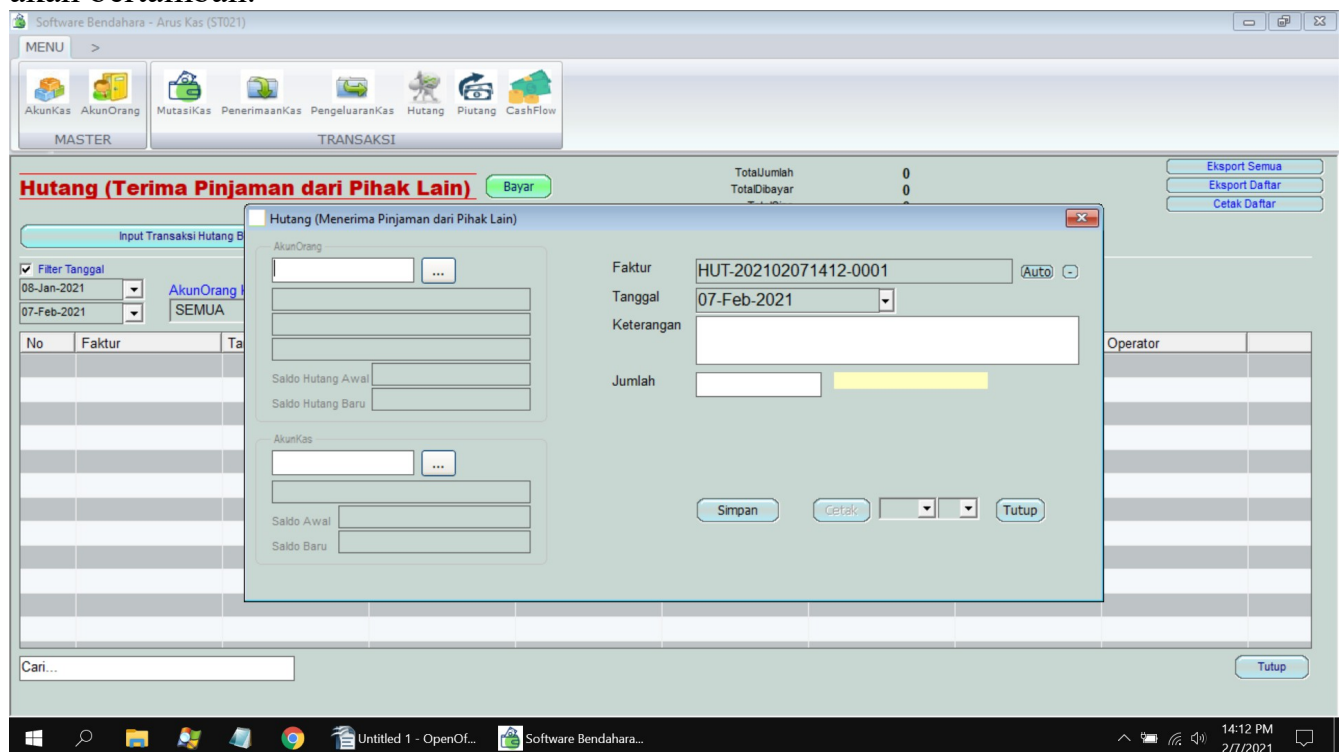 akan bertambah.
Software Bendahara - Arus Kas (ST021)
MENU >
AkunKas AkunOrang MutasiKas PenerimaanKas PengeluaranKas Hutang Piutang CashFlow
MASTER TRANSAKSI
Hutang (Terima Pinjaman dari Pihak Lain) Bayar
TotalJumlah 0
TotalDibayar 0
Eksport Semua
Eksport Daftar
Cetak Daftar
Input Transaksi Hutang B
Filter Tanggal
08-Jan-2021
07-Feb-2021
AkunOrang
SEMUA
No Faktur Ta Operator
Hutang (Menerima Pinjaman dari Pihak Lain)
AkunOrang
...
Saldo Hutang Awal
Saldo Hutang Baru
AkunKas
...
Saldo Awal
Saldo Baru
Faktur HUT-202102071412-0001 Auto -
Tanggal 07-Feb-2021
Keterangan
Jumlah
Simpan Cetak Tutup
Cari... Tutup
Untitled 1 - OpenOf... Software Bendahara...
14:12 PM
2/7/2021